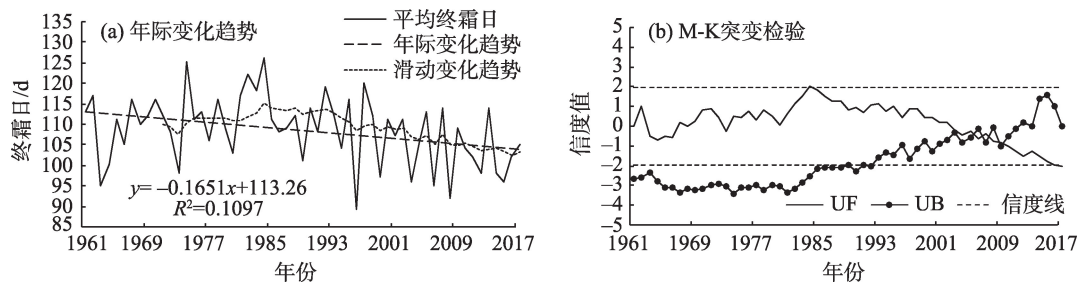 135
130
125
120
115
110
105
100
95
90
85
终霜日/d
(a) 年际变化趋势
平均终霜日
年际变化趋势
滑动变化趋势
y= –0.1651x+113.26
R²=0.1097
1961 1969 1977 1985 1993 2001 2009 2017
年份
5
4
3
2
1
0
–1
–2
–3
–4
–5
信度值
(b) M-K突变检验
UF UB 信度线
1961 1969 1977 1985 1993 2001 2009 2017
年份